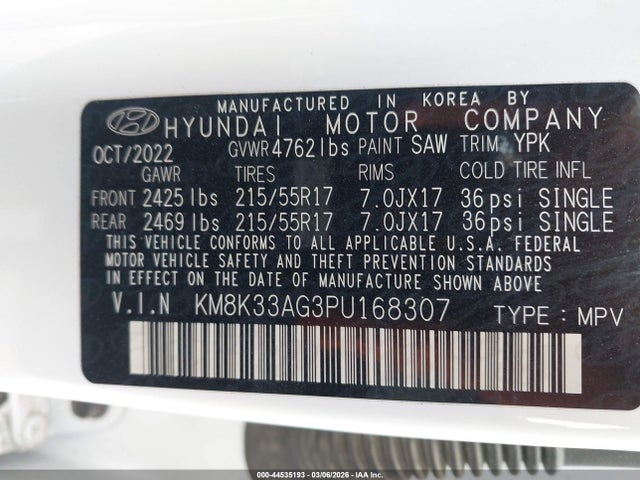 MANUFACTURED IN KOREA BY
HYUNDAI MOTOR COMPANY
OCT/2022 GVWR 4762 lbs PAINT SAW TRIM YPK
GAWR TIRES RIMS COLD TIRE INFL
FRONT 2425 lbs 215/55R17 7.0JX17 36 psi SINGLE
REAR 2469 lbs 215/55R17 7.0JX17 36 psi SINGLE
THIS VEHICLE CONFORMS TO ALL APPLICABLE U.S.A. FEDERAL
MOTOR VEHICLE SAFETY AND THEFT PREVENTION STANDARDS
IN EFFECT ON THE DATE OF MANUFACTURE SHOWN ABOVE
V.I.N KM8K33AG3PU168307 TYPE : MPV
000-44535193 - 03/06/2026 - IAA Inc.